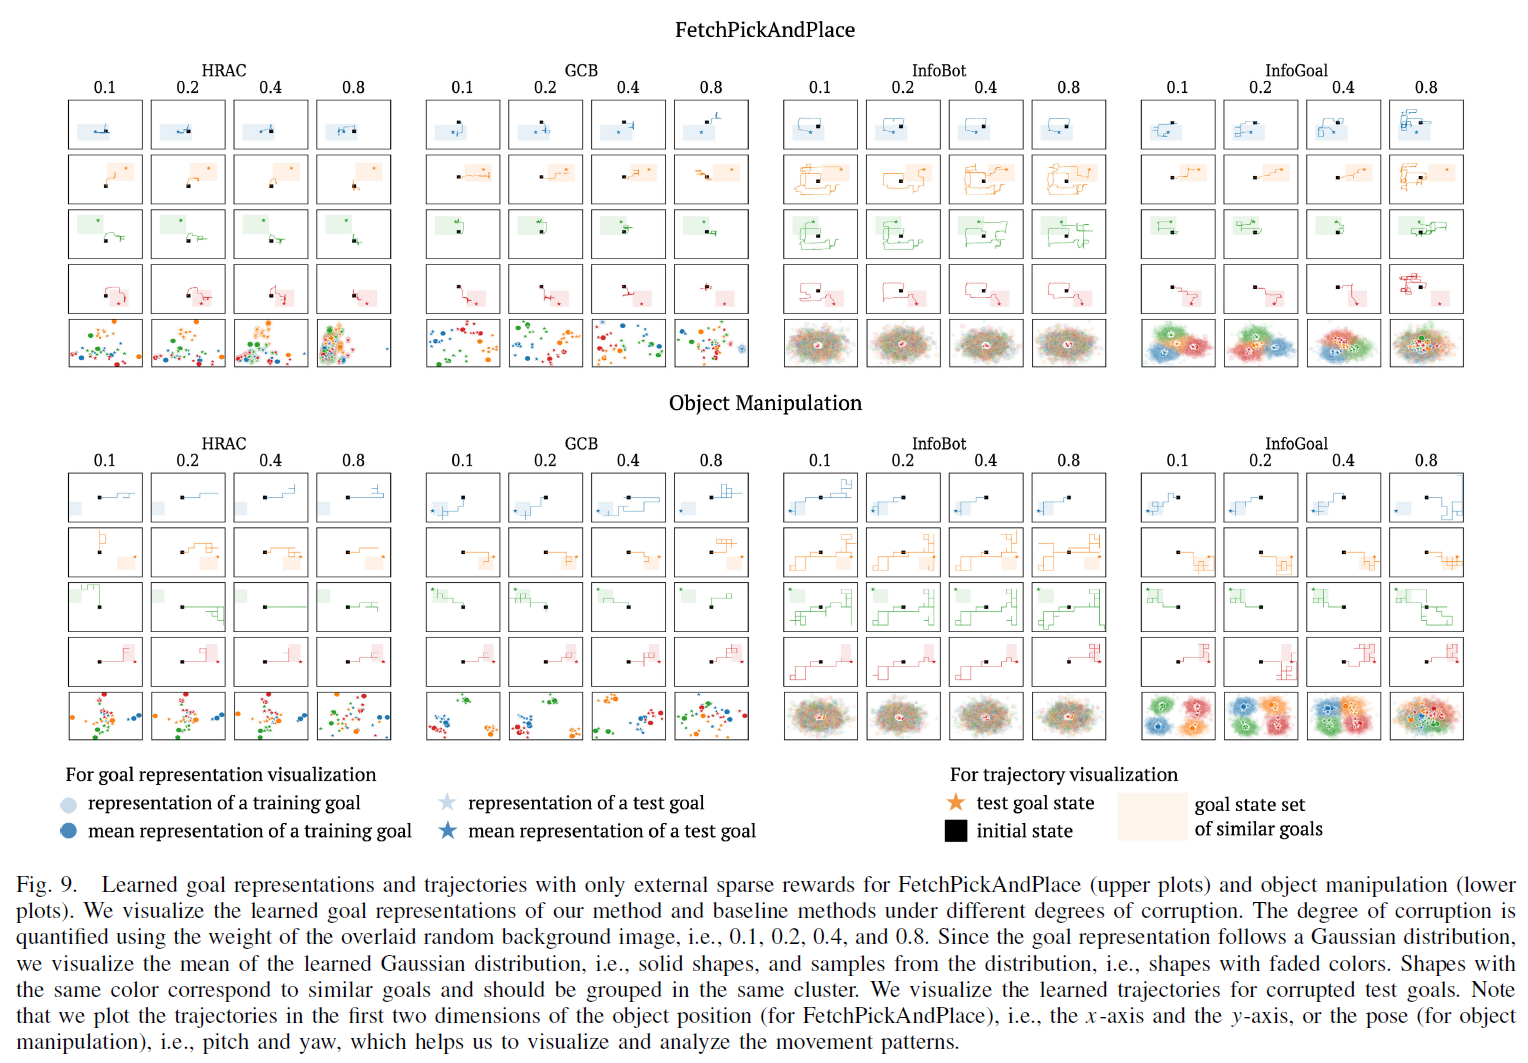 FetchPickAndPlace
HRAC GCB InfoBot InfoGoal
0.1 0.2 0.4 0.8 0.1 0.2 0.4 0.8 0.1 0.2 0.4 0.8 0.1 0.2 0.4 0.8
Object Manipulation
HRAC GCB InfoBot InfoGoal
0.1 0.2 0.4 0.8 0.1 0.2 0.4 0.8 0.1 0.2 0.4 0.8 0.1 0.2 0.4 0.8
For goal representation visualization
representation of a training goal
mean representation of a training goal
representation of a test goal
mean representation of a test goal
For trajectory visualization
test goal state
initial state
goal state set
of similar goals
Fig. 9. Learned goal representations and trajectories with only external sparse rewards for FetchPickAndPlace (upper plots) and object manipulation (lower
plots). We visualize the learned goal representations of our method and baseline methods under different degrees of corruption. The degree of corruption is
quantified using the weight of the overlaid random background image, i.e., 0.1, 0.2, 0.4, and 0.8. Since the goal representation follows a Gaussian distribution,
we visualize the mean of the learned Gaussian distribution, i.e., solid shapes, and samples from the distribution, i.e., shapes with faded colors. Shapes with
the same color correspond to similar goals and should be grouped in the same cluster. We visualize the learned trajectories for corrupted test goals. Note
that we plot the trajectories in the first two dimensions of the object position (for FetchPickAndPlace), i.e., the x-axis and the y-axis, or the pose (for object
manipulation), i.e., pitch and yaw, which helps us to visualize and analyze the movement patterns.